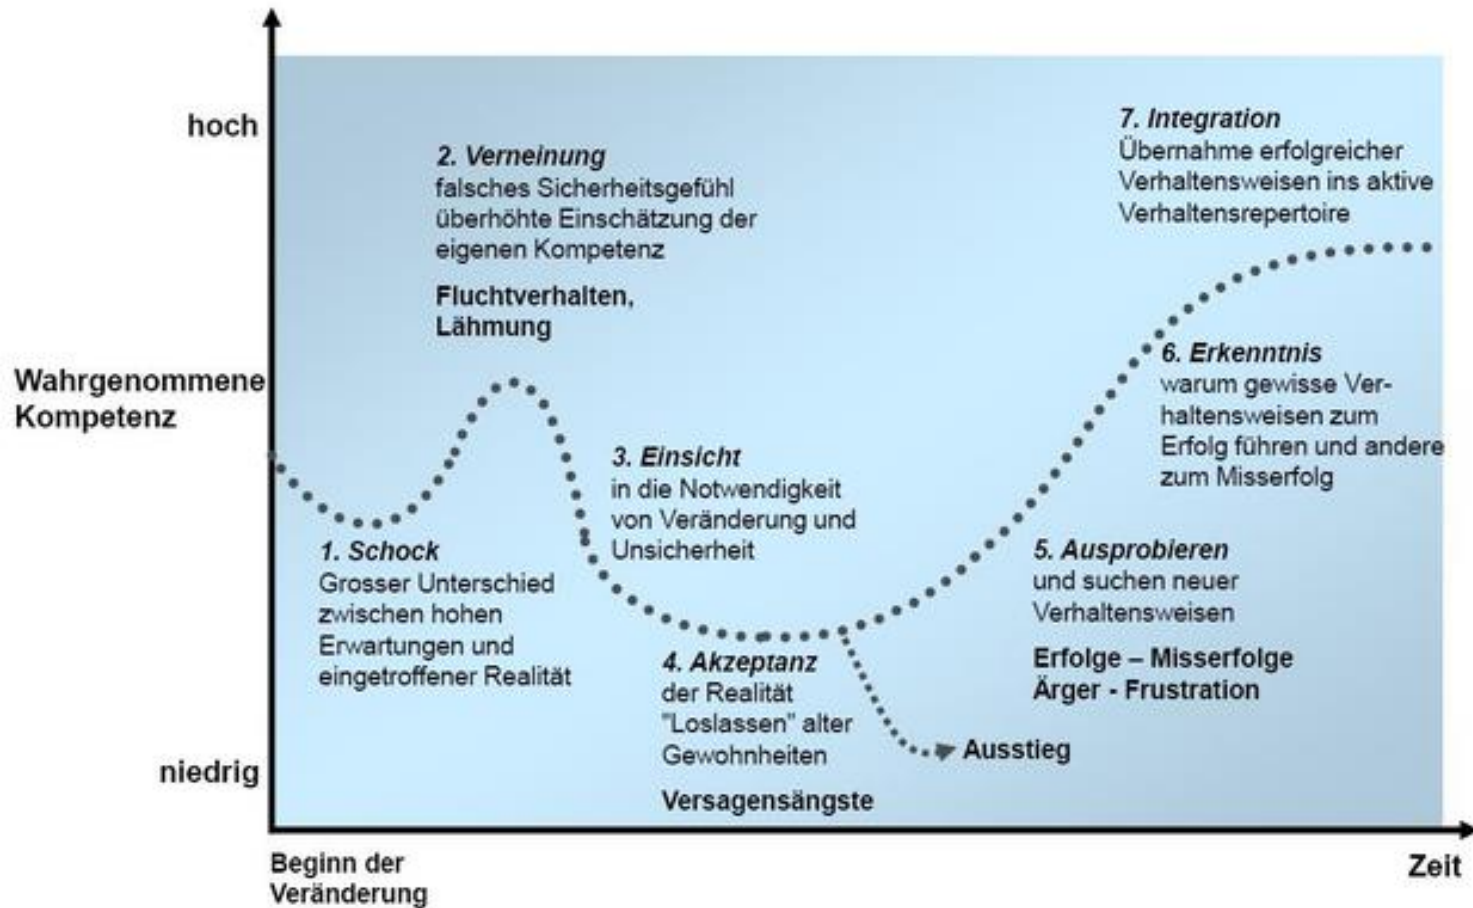 hoch
Wahrgenommene
Kompetenz
niedrig
1. Schock
Grosser Unterschied
zwischen hohen
Erwartungen und
eingetroffener Realität
2. Verneinung
falsches Sicherheitsgefühl
überhöhte Einschätzung der
eigenen Kompetenz
Fluchtverhalten,
Lähmung
3. Einsicht
in die Notwendigkeit
von Veränderung und
Unsicherheit
4. Akzeptanz
der Realität
"Loslassen" alter
Gewohnheiten
Versagensängste
Ausstieg
5. Ausprobieren
und suchen neuer
Verhaltensweisen
Erfolge – Misserfolge
Ärger - Frustration
6. Erkenntnis
warum gewisse Ver-
haltensweisen zum
Erfolg führen und andere
zum Misserfolg
7. Integration
Übernahme erfolgreicher
Verhaltensweisen ins aktive
Verhaltensrepertoire
Beginn der
Veränderung
Zeit